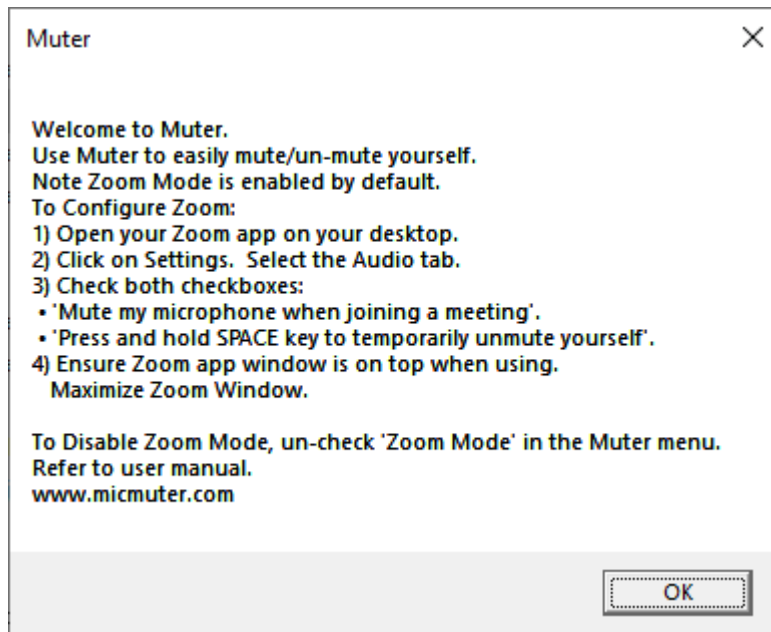 Muter
Welcome to Muter.
Use Muter to easily mute/un-mute yourself.
Note Zoom Mode is enabled by default.
To Configure Zoom:
1) Open your Zoom app on your desktop.
2) Click on Settings.  Select the Audio tab.
3) Check both checkboxes:
• 'Mute my microphone when joining a meeting'.
• 'Press and hold SPACE key to temporarily unmute yourself'.
4) Ensure Zoom app window is on top when using.
Maximize Zoom Window.
To Disable Zoom Mode, un-check 'Zoom Mode' in the Muter menu.
Refer to user manual.
www.micmuter.com
OK